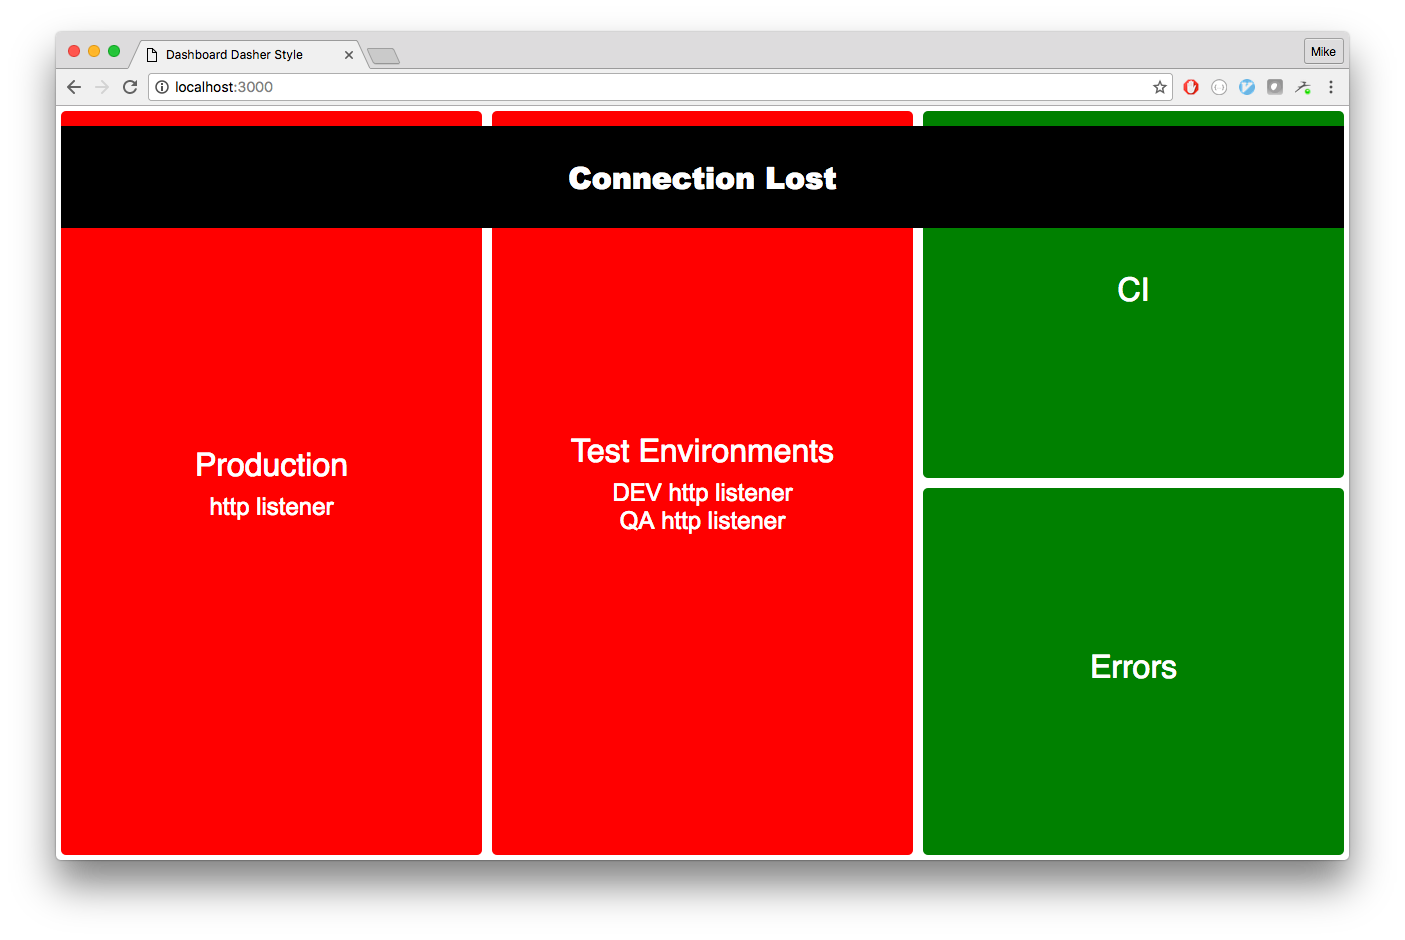 Dashboard Dasher Style
Mike
localhost:3000
Connection Lost
Production
http listener
Test Environments
DEV http listener
QA http listener
CI
Errors